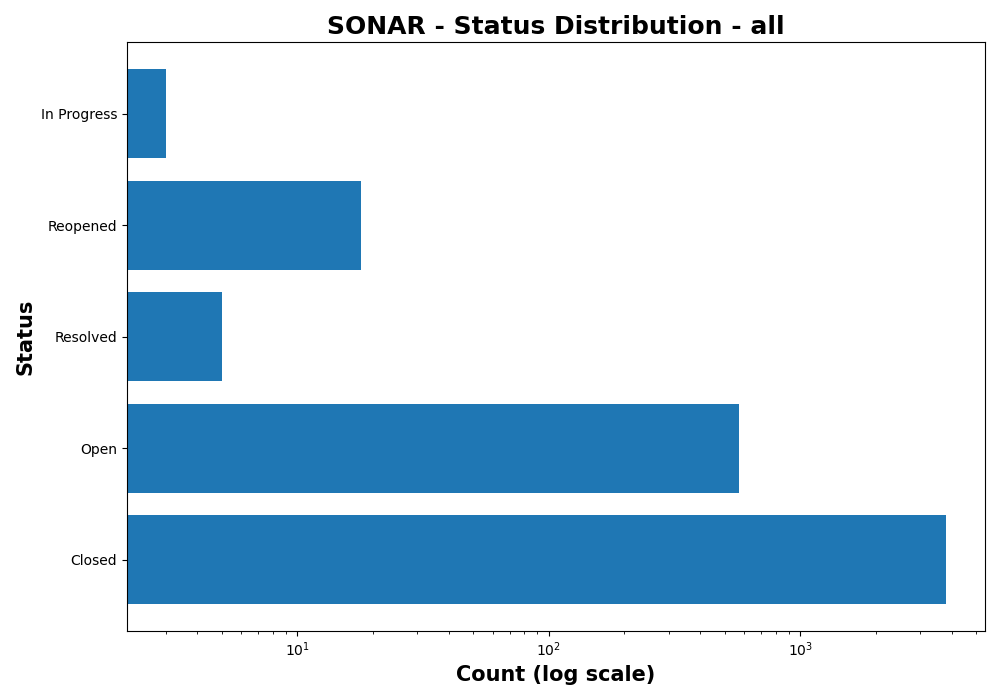 SONAR - Status Distribution - all
In Progress
Reopened
Resolved
Open
Closed
Status
10¹ 10² 10³
Count (log scale)